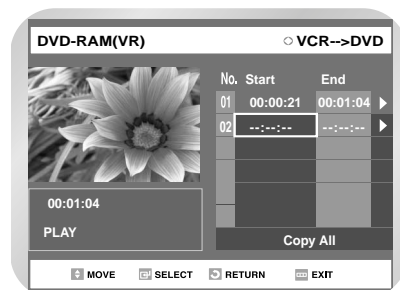 DVD-RAM(VR) VCR-->DVD
No. Start End
01 00:00:21 00:01:04
02 --:--:-- --:--:--
00:01:04
PLAY
Copy All
MOVE SELECT RETURN EXIT